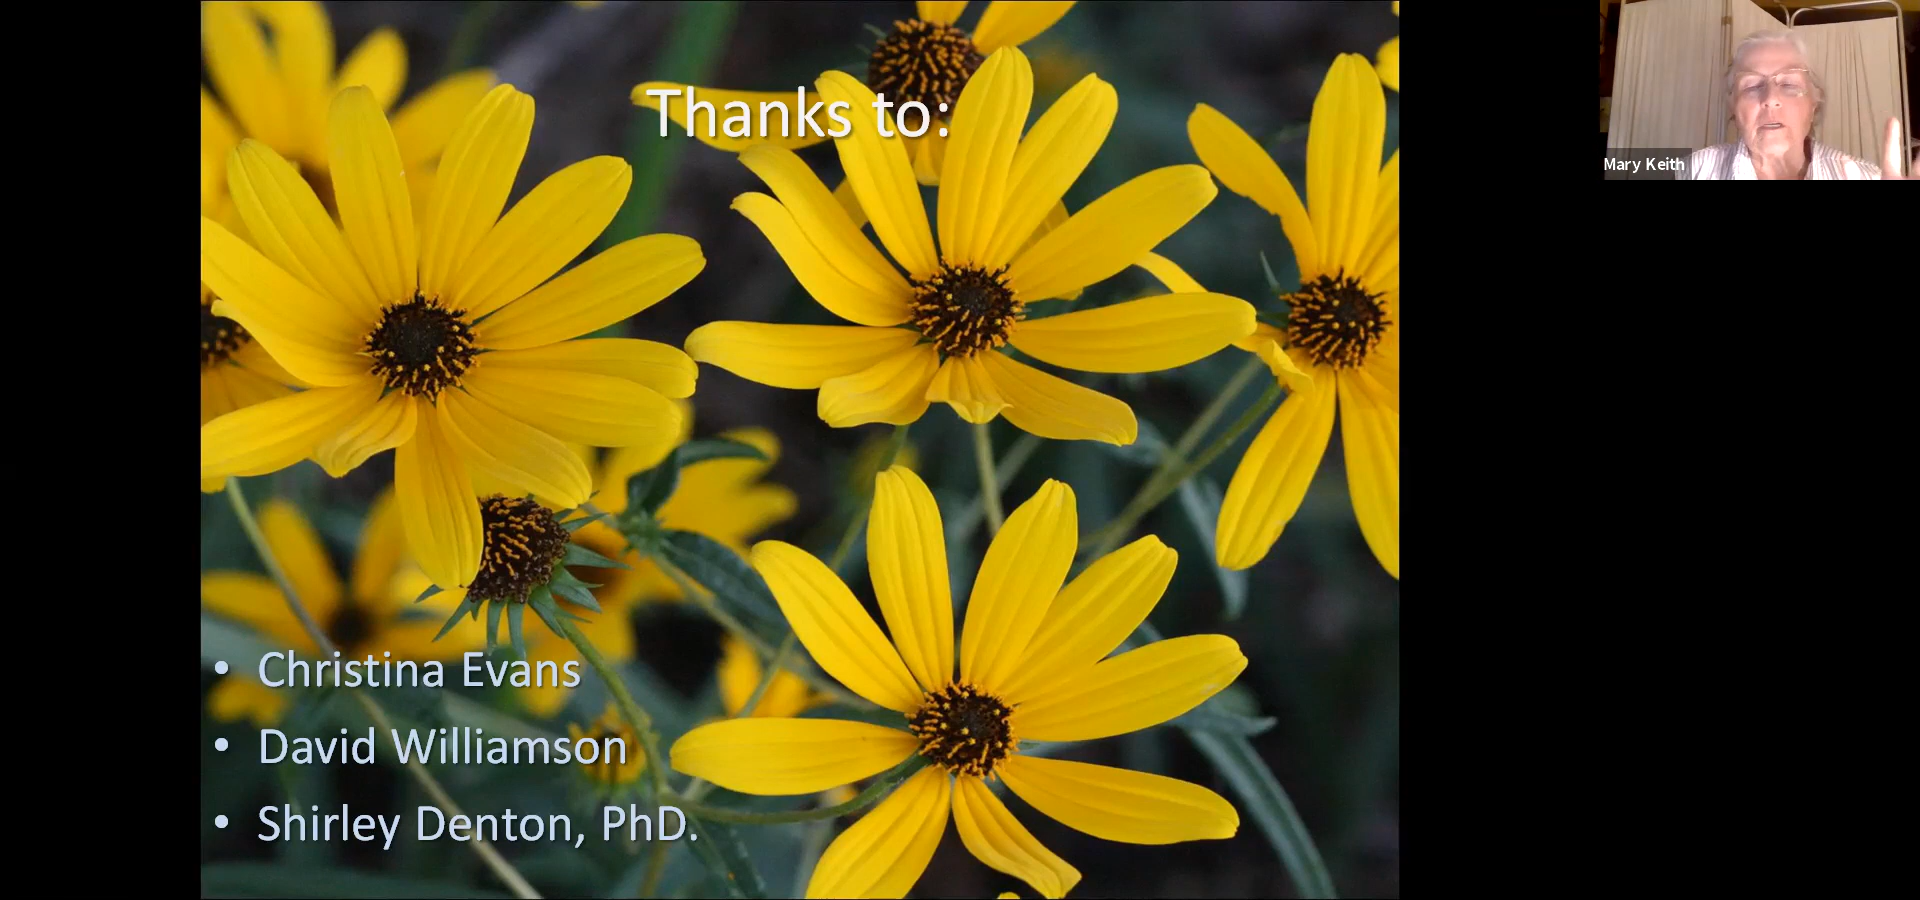 Thanks to:
Mary Keith
• Christina Evans
• David Williamson
• Shirley Denton, PhD.